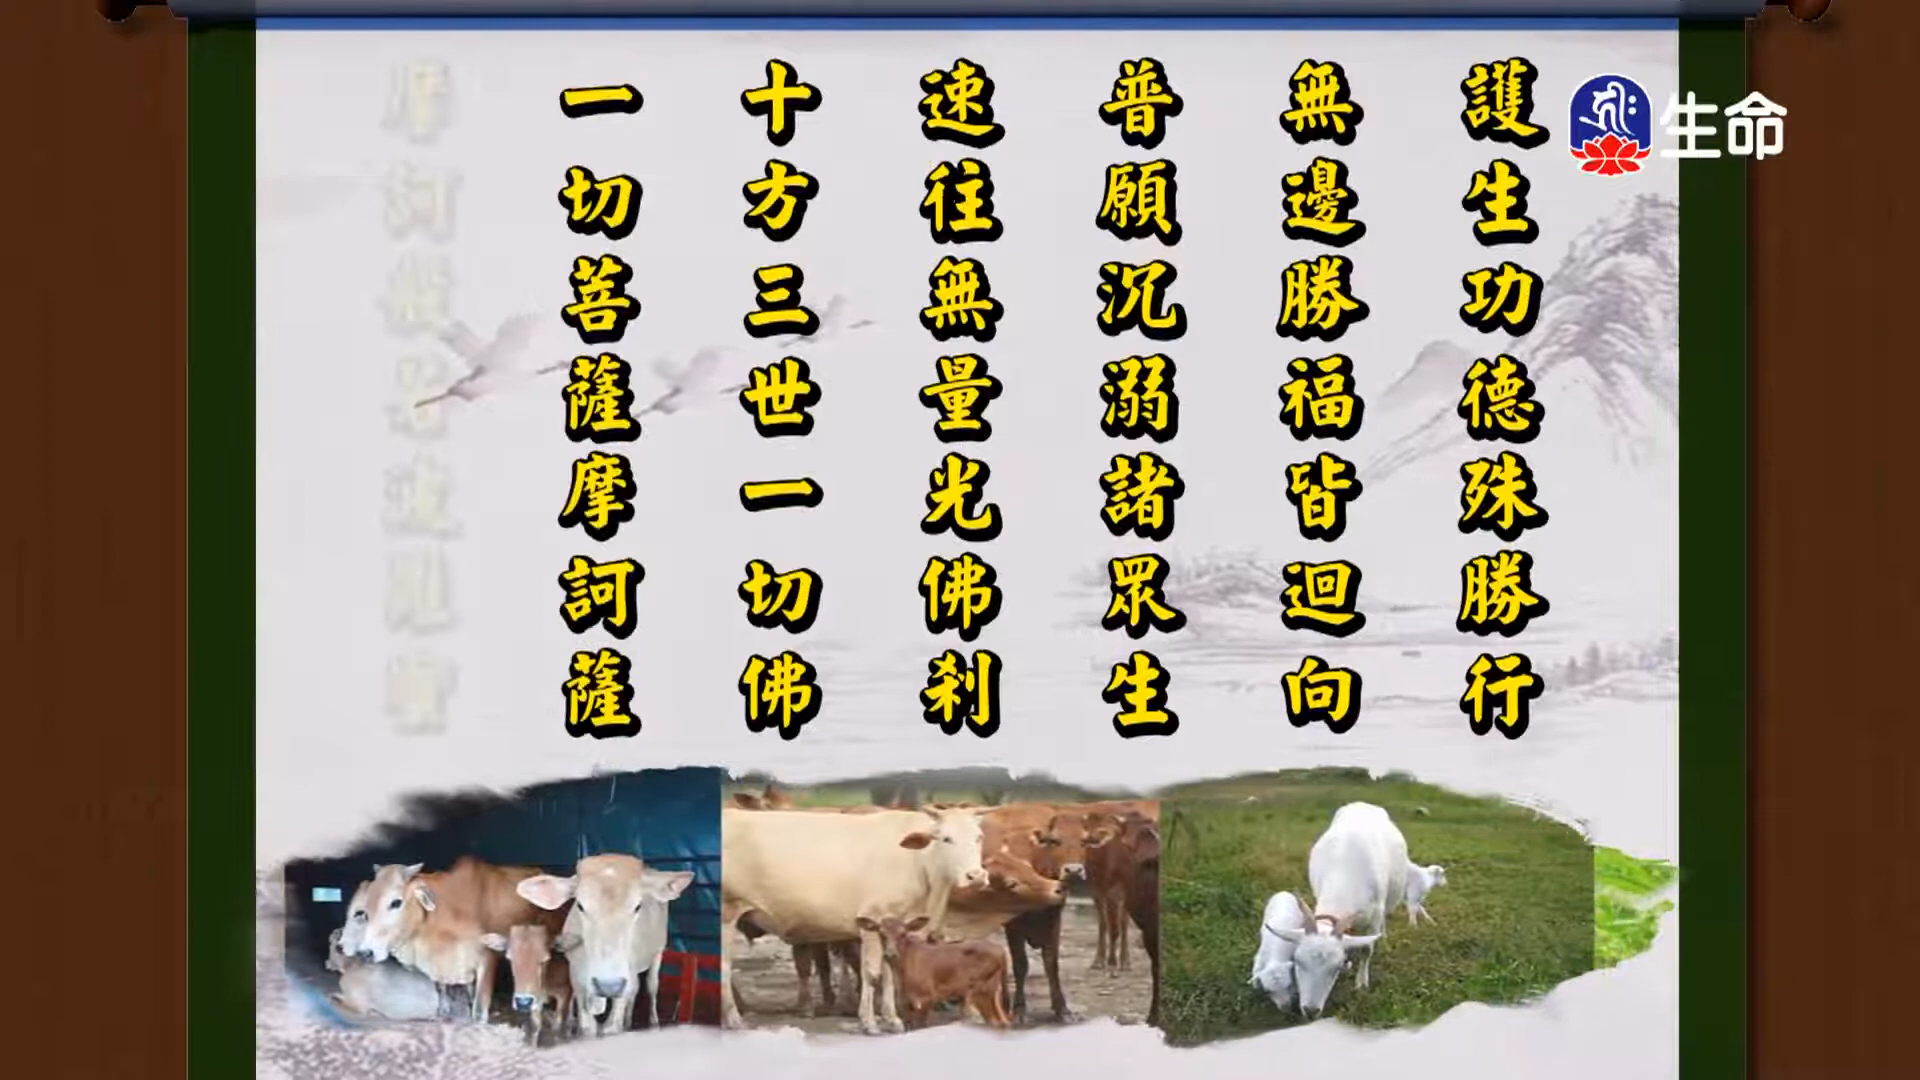 護生功德殊勝行
無邊勝福皆迴向
普願沉溺諸眾生
速往無量光佛剎
十方三世一切佛
一切菩薩摩訶薩
生命